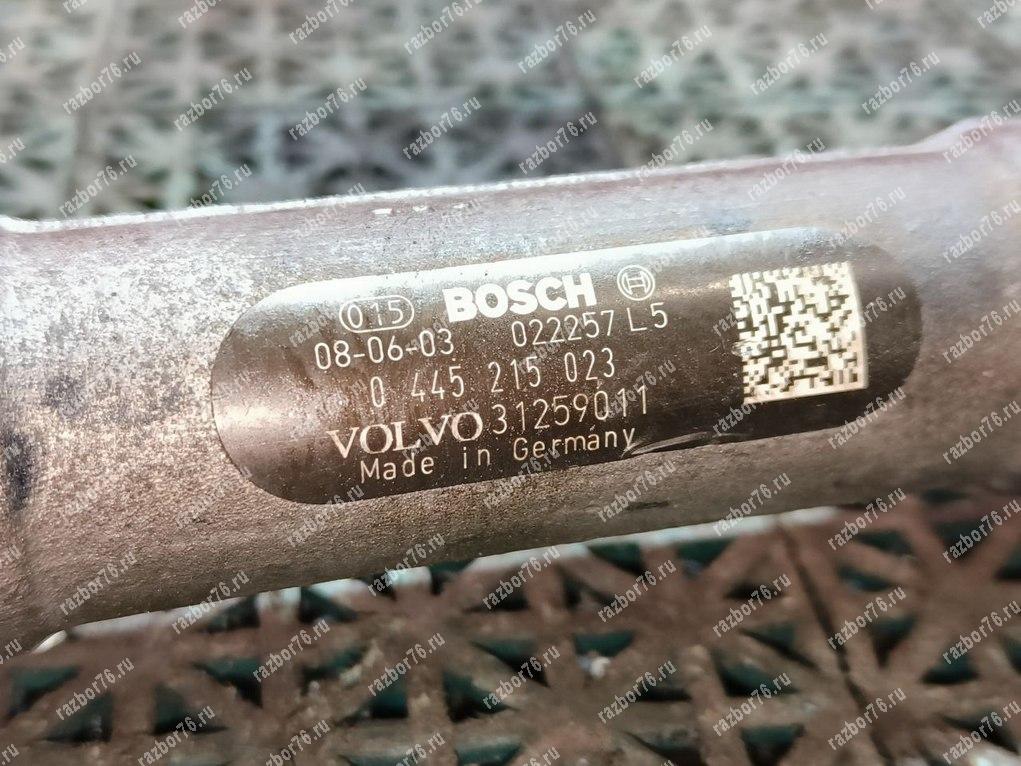 015 BOSCH
08-06-03 022257 L5
0 445 215 023
VOLVO 31259011
Made in Germany
razbor76.ru